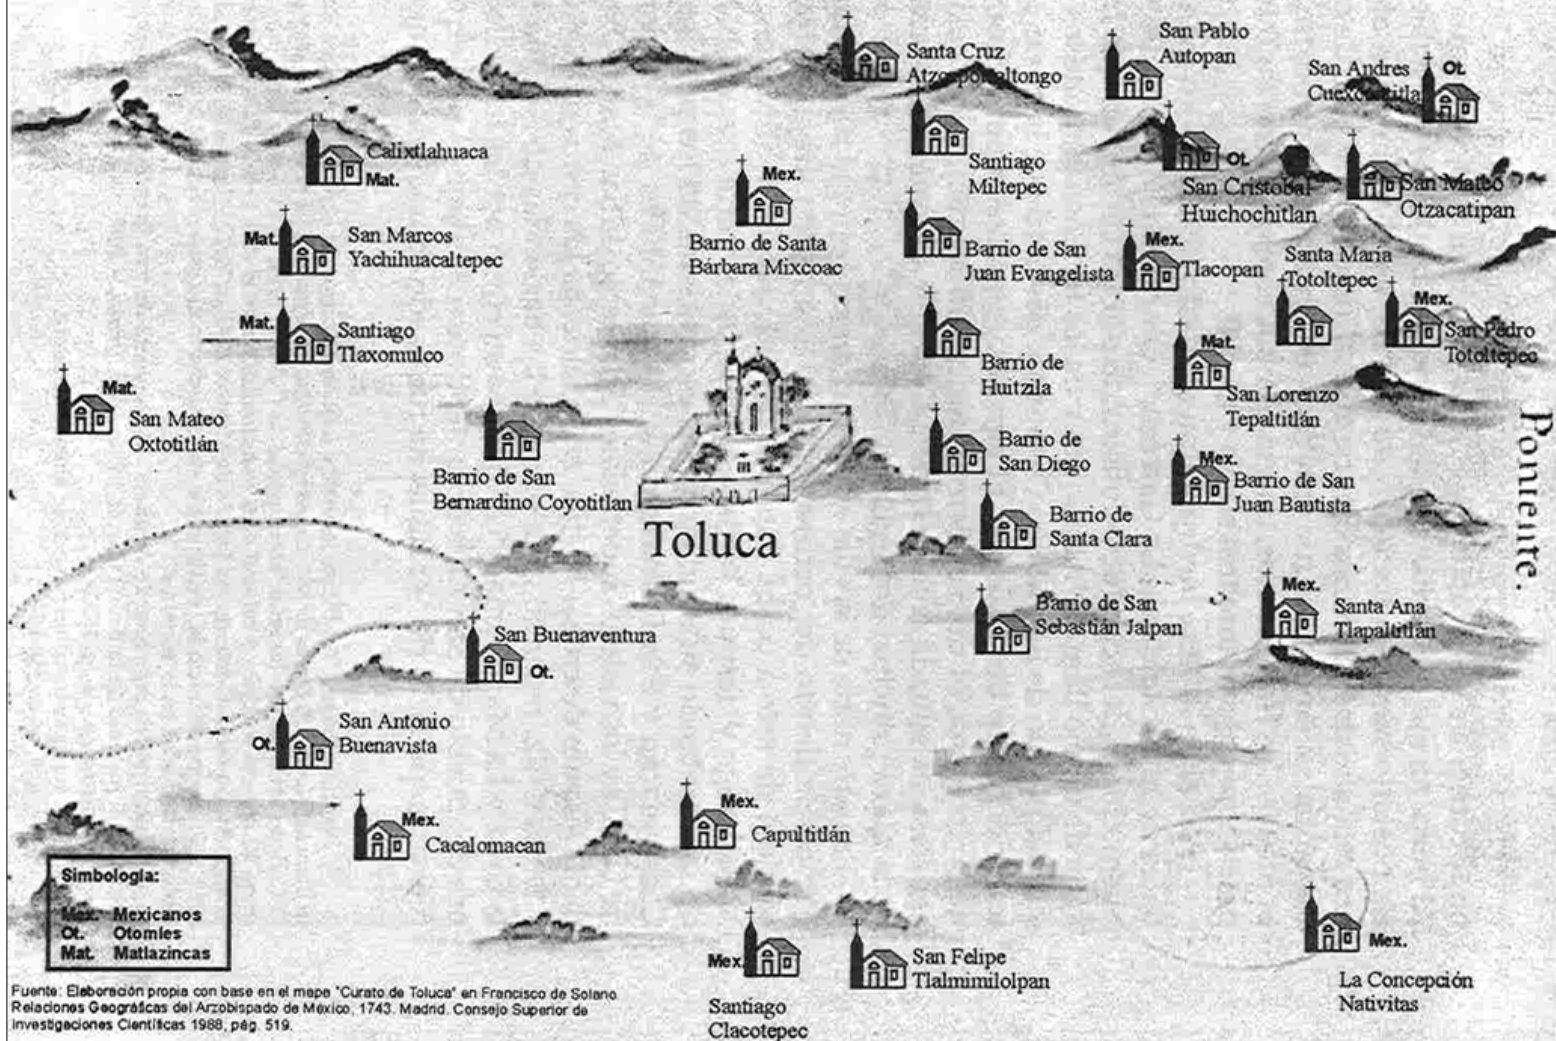 Santa Cruz
Atzcapotzaltongo
San Pablo
Autopan
San Andres
Cuexcontitla
Ot.
Calixtlahuaca
Mat.
Santiago
Miltepec
Mex.
Barrio de Santa
Bárbara Mixcoac
Ot.
San Cristobal
Huichochitlan
San Mateo
Otzacatipan
Mat.
San Marcos
Yachihuacaltepec
Barrio de San
Juan Evangelista
Mex.
Tlacopan
Santa María
Totoltepec
Mex.
San Pedro
Totoltepec
Mat.
Santiago
Tlaxomulco
Barrio de
Huitzila
Mat.
San Lorenzo
Tepaltitlán
Mat.
San Mateo
Oxtotitlán
Barrio de San
Bernardino Coyotitlan
Barrio de
San Diego
Mex.
Barrio de San
Juan Bautista
Poniente.
Toluca
Barrio de
Santa Clara
Barrio de San
Sebastián Jalpan
Mex.
Santa Ana
Tlapaltitlán
San Buenaventura
Ot.
Ot.
San Antonio
Buenavista
Mex.
Cacalomacan
Mex.
Capultitlán
Simbología:
Mex. Mexicanos
Ot. Otomíes
Mat. Matlazincas
Mex.
Santiago
Clacotepec
San Felipe
Tlalmimilolpan
Mex.
La Concepción
Nativitas
Fuente: Elaboración propia con base en el mapa "Curato de Toluca" en Francisco de Solano.
Relaciones Geográficas del Arzobispado de México, 1743. Madrid. Consejo Superior de
Investigaciones Científicas 1988, pág. 519.